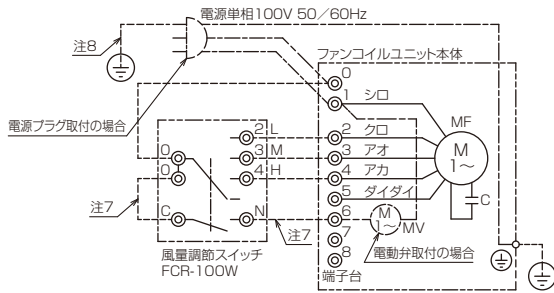 電源単相100V 50／60Hz
注8
ファンコイルユニット本体
0
1 シロ
MF
電源プラグ取付の場合
2 L
2 クロ
M
1～
0
3 M
3 アオ
0
4 H
4 アカ
C
5 ダイダイ
注7
C
N
6
M
1～
MV
注7
7
電動弁取付の場合
8
風量調節スイッチ
FCR-100W
端子台